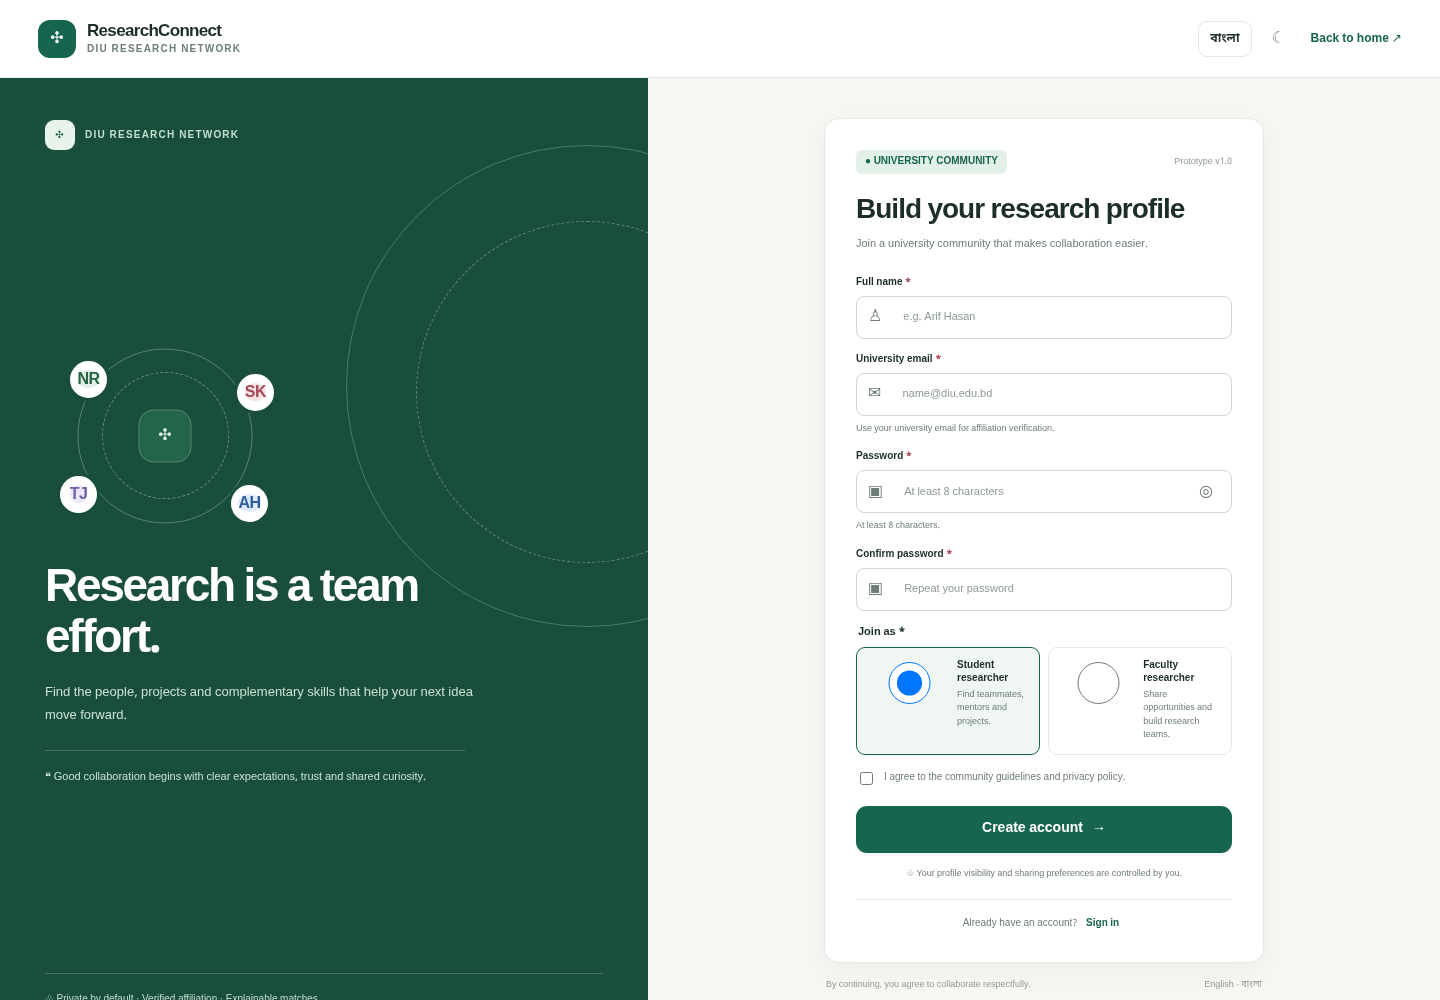 ResearchConnect
DIU RESEARCH NETWORK
বাংলা
Back to home ↗
DIU RESEARCH NETWORK
NR
SK
TJ
AH
Research is a team
effort.
Find the people, projects and complementary skills that help your next idea
move forward.
❝ Good collaboration begins with clear expectations, trust and shared curiosity.
Private by default · Verified affiliation · Explainable matches
● UNIVERSITY COMMUNITY
Prototype v1.0
Build your research profile
Join a university community that makes collaboration easier.
Full name *
e.g. Arif Hasan
University email *
name@diu.edu.bd
Use your university email for affiliation verification.
Password *
At least 8 characters
At least 8 characters.
Confirm password *
Repeat your password
Join as *
Student
researcher
Find teammates,
mentors and
projects.
Faculty
researcher
Share
opportunities and
build research
teams.
I agree to the community guidelines and privacy policy.
Create account →
Your profile visibility and sharing preferences are controlled by you.
Already have an account? Sign in
By continuing, you agree to collaborate respectfully.
English · বাংলা